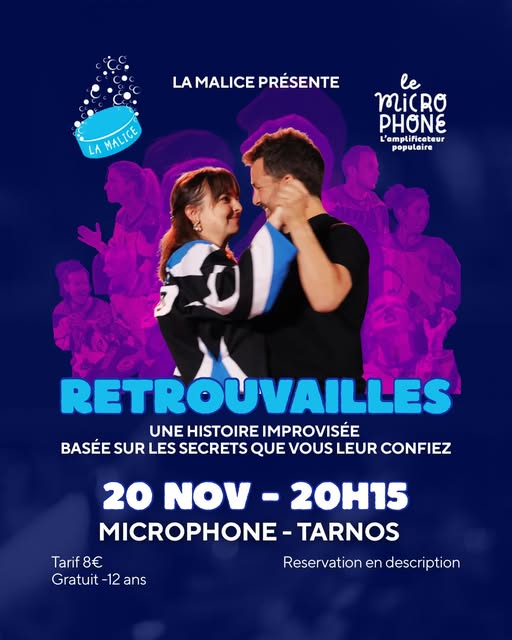 LA MALICE
LA MALICE PRÉSENTE
le
MICRO
PHONE
L'amplificateur
populaire
RETROUVAILLES
UNE HISTOIRE IMPROVISÉE
BASÉE SUR LES SECRETS QUE VOUS LEUR CONFIEZ
20 NOV - 20H15
MICROPHONE - TARNOS
Tarif 8€
Gratuit -12 ans
Reservation en description